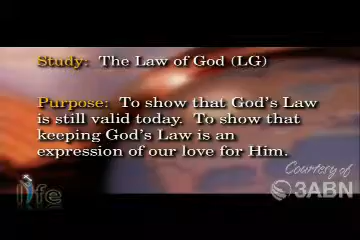 Study: The Law of God (LG)
Purpose: To show that God's Law
is still valid today. To show that
keeping God's Law is an
expression of our love for Him.
Courtesy of
3ABN
life